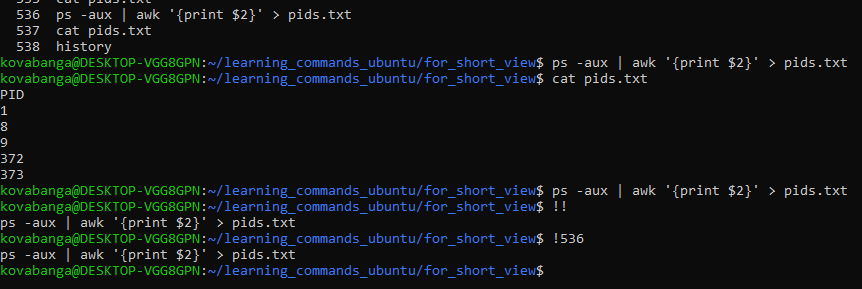 536 ps -aux | awk '{print $2}' > pids.txt
537 cat pids.txt
538 history
kovabanga@DESKTOP-VGG8GPN:~/learning_commands_ubuntu/for_short_view$ ps -aux | awk '{print $2}' > pids.txt
kovabanga@DESKTOP-VGG8GPN:~/learning_commands_ubuntu/for_short_view$ cat pids.txt
PID
1
8
9
372
373
kovabanga@DESKTOP-VGG8GPN:~/learning_commands_ubuntu/for_short_view$ ps -aux | awk '{print $2}' > pids.txt
kovabanga@DESKTOP-VGG8GPN:~/learning_commands_ubuntu/for_short_view$ !!
ps -aux | awk '{print $2}' > pids.txt
kovabanga@DESKTOP-VGG8GPN:~/learning_commands_ubuntu/for_short_view$ !536
ps -aux | awk '{print $2}' > pids.txt
kovabanga@DESKTOP-VGG8GPN:~/learning_commands_ubuntu/for_short_view$